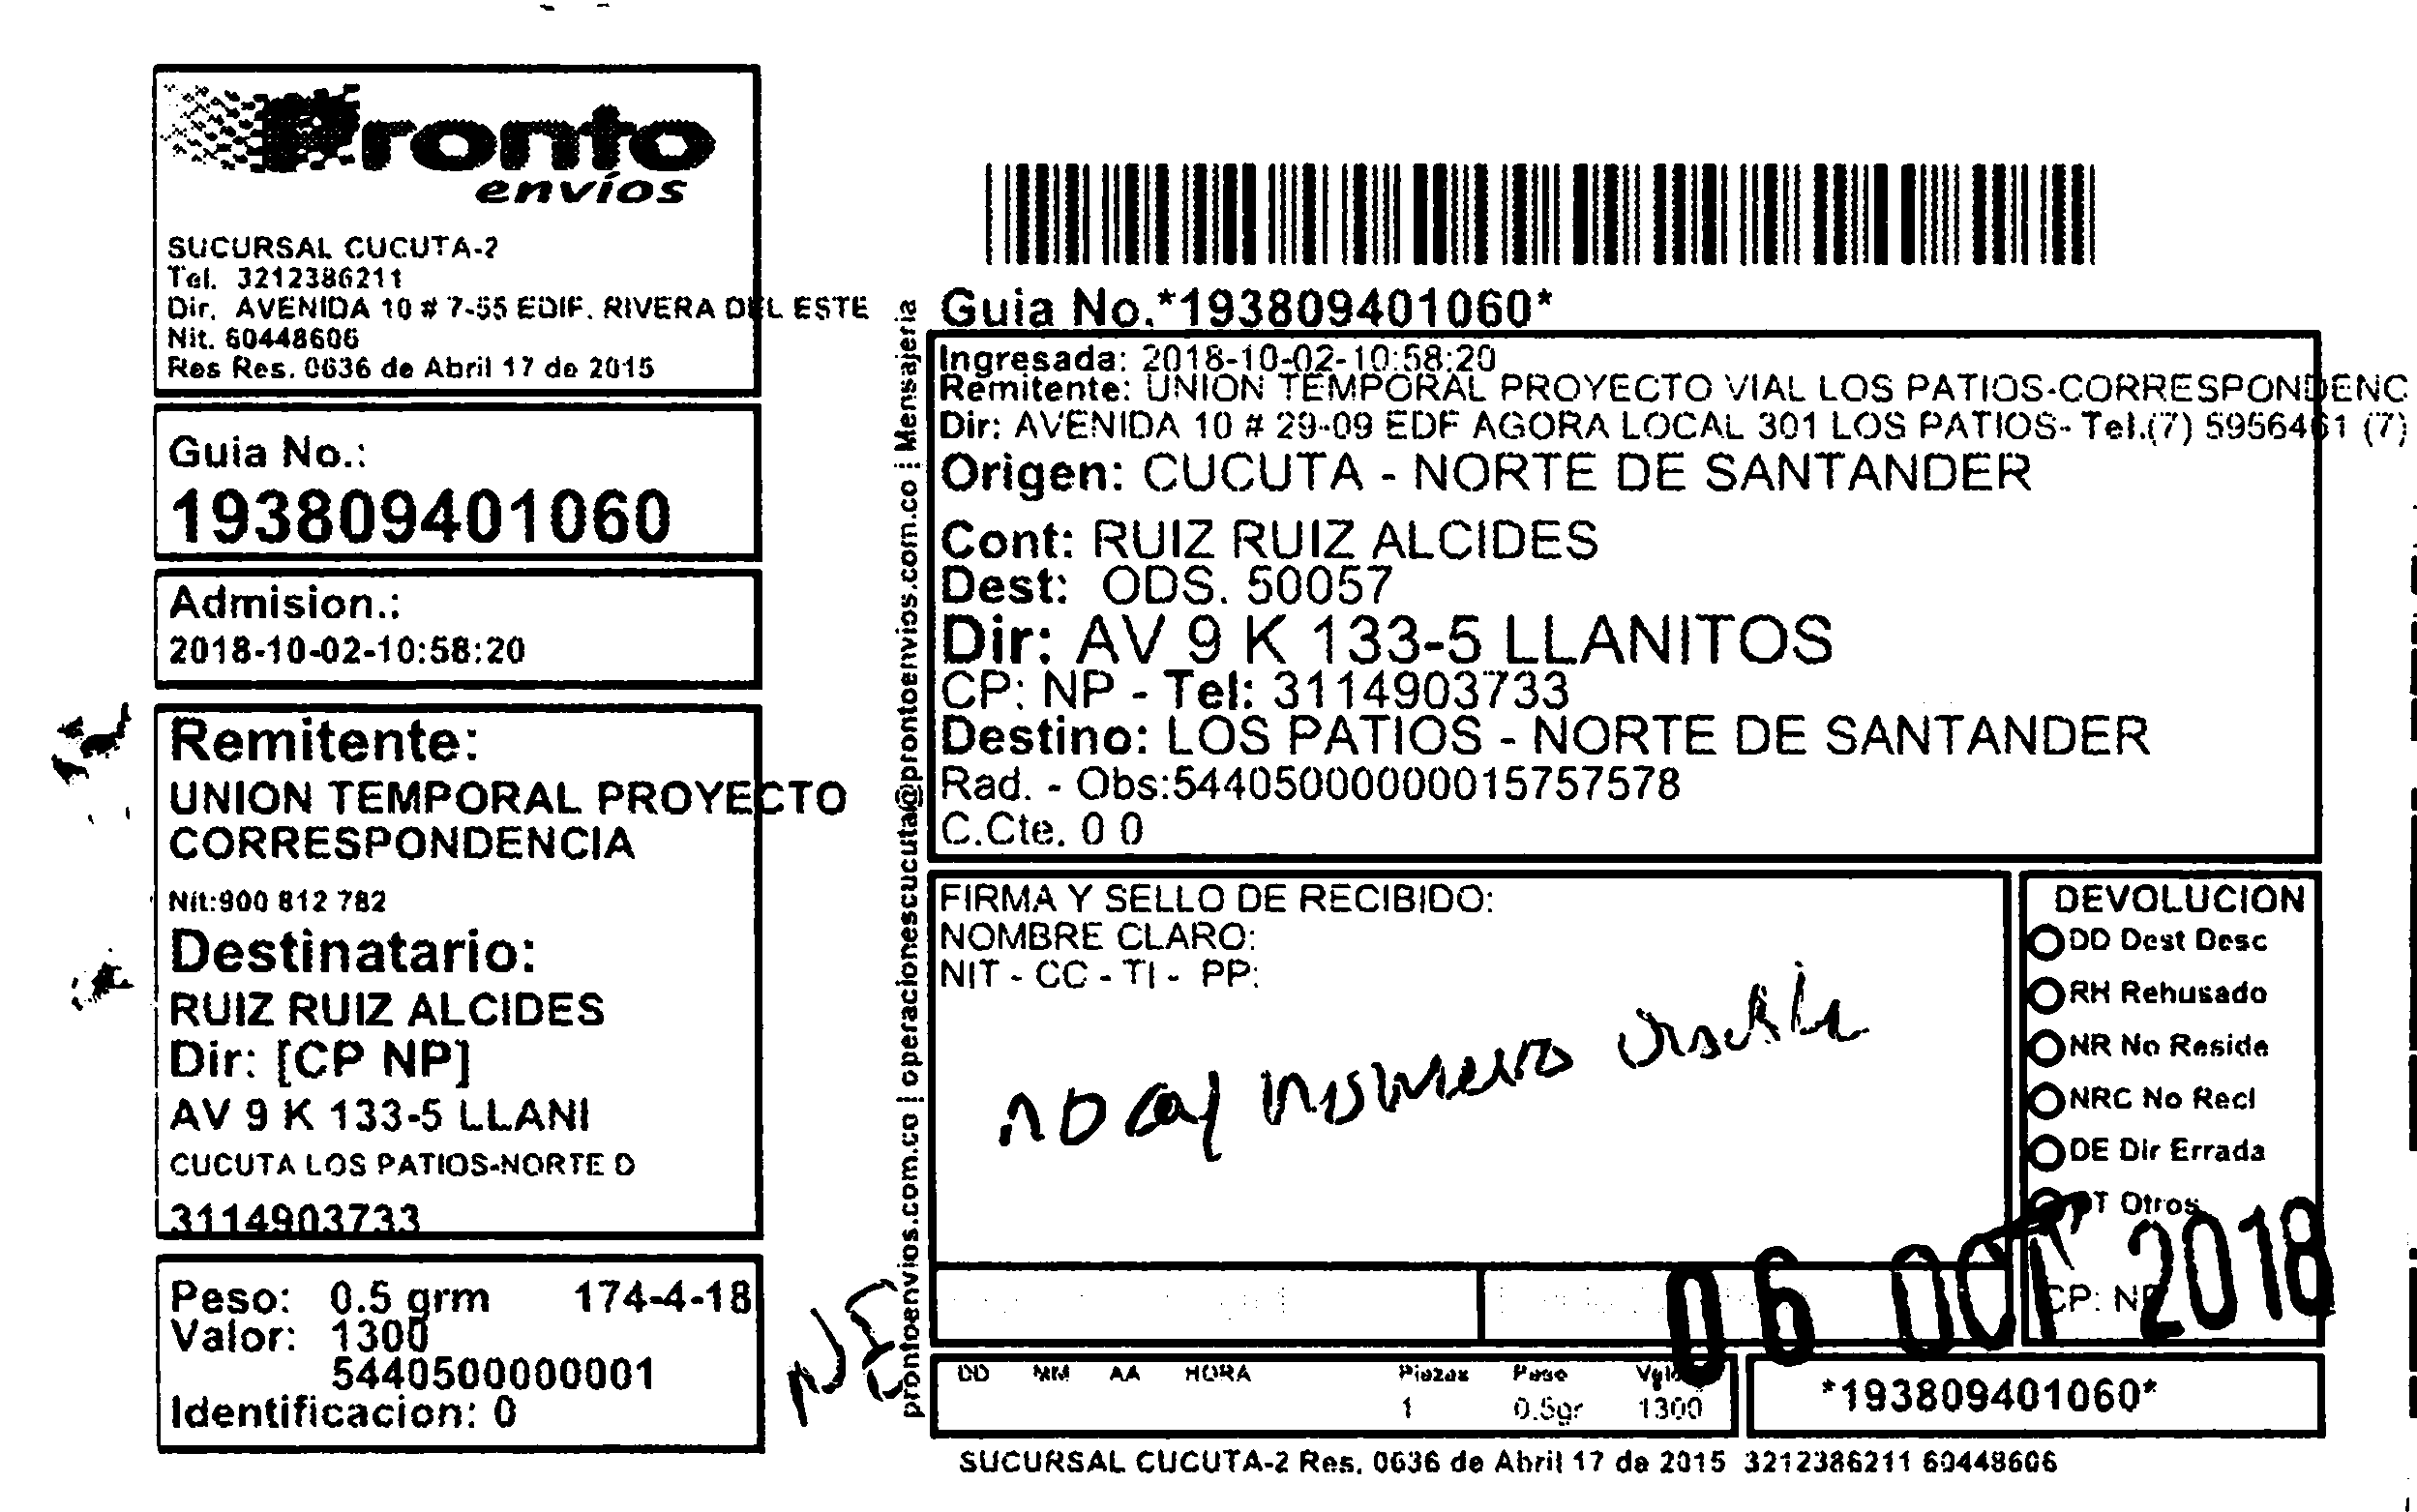 Pronto
envíos
SUCURSAL CUCUTA-2
Tel. 3212386211
Dir. AVENIDA 10 # 7-55 EDIF. RIVERA DEL ESTE
Nit. 60448606
Res Res. 0636 de Abril 17 de 2015
Guia No.:
193809401060
Admision.:
2018-10-02-10:58:20
Remitente:
UNION TEMPORAL PROYECTO
CORRESPONDENCIA
Nit:900 812 782
Destinatario:
RUIZ RUIZ ALCIDES
Dir: [CP NP]
AV 9 K 133-5 LLANI
CUCUTA LOS PATIOS-NORTE D
3114903733
Peso: 0.5 grm 174-4-18
Valor: 1300
5440500000001
Identificacion: 0
prontoenvios.com.co | operacionescucuta@prontoenvios.com.co | Mensajeria
Guia No.*193809401060*
Ingresada: 2018-10-02-10:58:20
Remitente: UNION TEMPORAL PROYECTO VIAL LOS PATIOS-CORRESPONDENC
Dir: AVENIDA 10 # 29-09 EDF AGORA LOCAL 301 LOS PATIOS- Tel.(7) 5956461 (7)
Origen: CUCUTA - NORTE DE SANTANDER
Cont: RUIZ RUIZ ALCIDES
Dest: ODS. 50057
Dir: AV 9 K 133-5 LLANITOS
CP: NP - Tel: 3114903733
Destino: LOS PATIOS - NORTE DE SANTANDER
Rad. - Obs:544050000000015757578
C.Cte. 0 0
FIRMA Y SELLO DE RECIBIDO:
NOMBRE CLARO:
NIT - CC - TI - PP:
no
DEVOLUCION
DD Dest Desc
RH Rehusado
NR No Reside
NRC No Recl
DE Dir Errada
OT Otros
CP: NP
06 OCT 2018
DD MM AA HORA Piezas Peso Valor
1 0.5gr 1300
*193809401060*
SUCURSAL CUCUTA-2 Res. 0636 de Abril 17 de 2015 3212386211 60448606